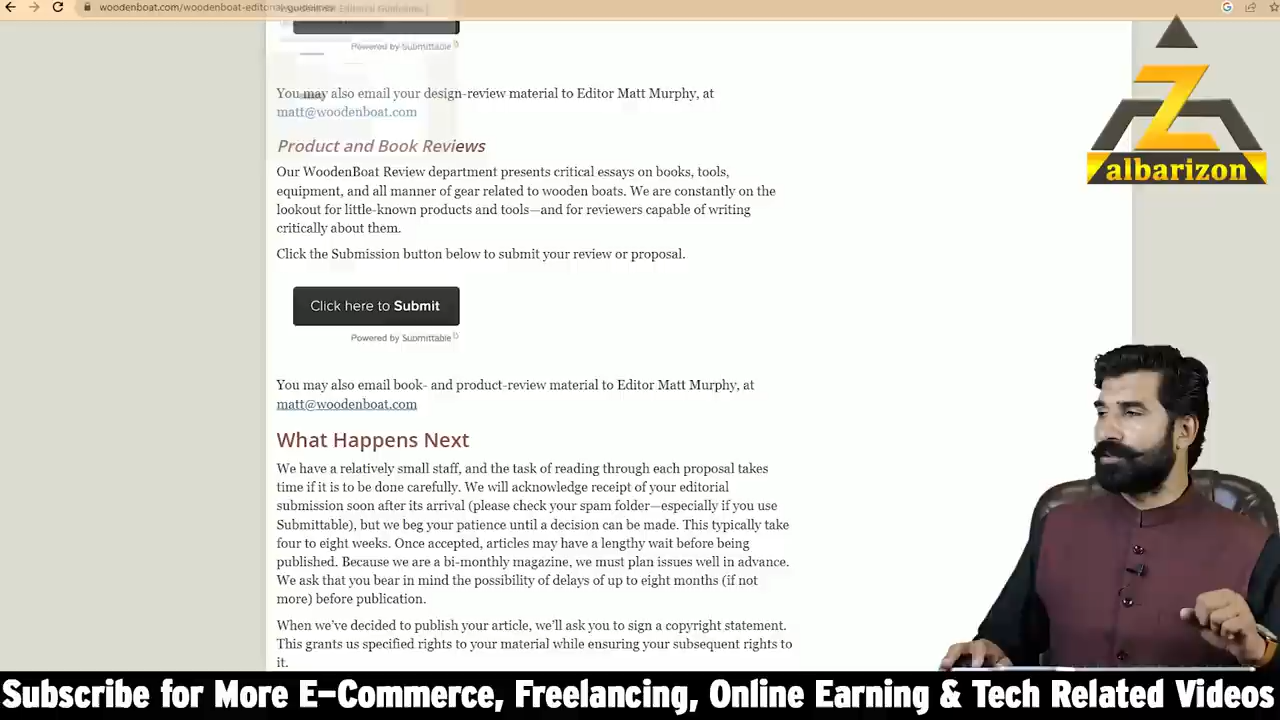 woodenboat.com/woodenboat-editorial-guidelines
Powered by Submittable
You may also email your design-review material to Editor Matt Murphy, at
matt@woodenboat.com
Product and Book Reviews
Our WoodenBoat Review department presents critical essays on books, tools,
equipment, and all manner of gear related to wooden boats. We are constantly on the
lookout for little-known products and tools—and for reviewers capable of writing
critically about them.
Click the Submission button below to submit your review or proposal.
Click here to Submit
Powered by Submittable
You may also email book- and product-review material to Editor Matt Murphy, at
matt@woodenboat.com
What Happens Next
We have a relatively small staff, and the task of reading through each proposal takes
time if it is to be done carefully. We will acknowledge receipt of your editorial
submission soon after its arrival (please check your spam folder—especially if you use
Submittable), but we beg your patience until a decision can be made. This typically take
four to eight weeks. Once accepted, articles may have a lengthy wait before being
published. Because we are a bi-monthly magazine, we must plan issues well in advance.
We ask that you bear in mind the possibility of delays of up to eight months (if not
more) before publication.
When we've decided to publish your article, we'll ask you to sign a copyright statement.
This grants us specified rights to your material while ensuring your subsequent rights to
it.
Z
albarizon
Subscribe for More E-Commerce, Freelancing, Online Earning & Tech Related Videos